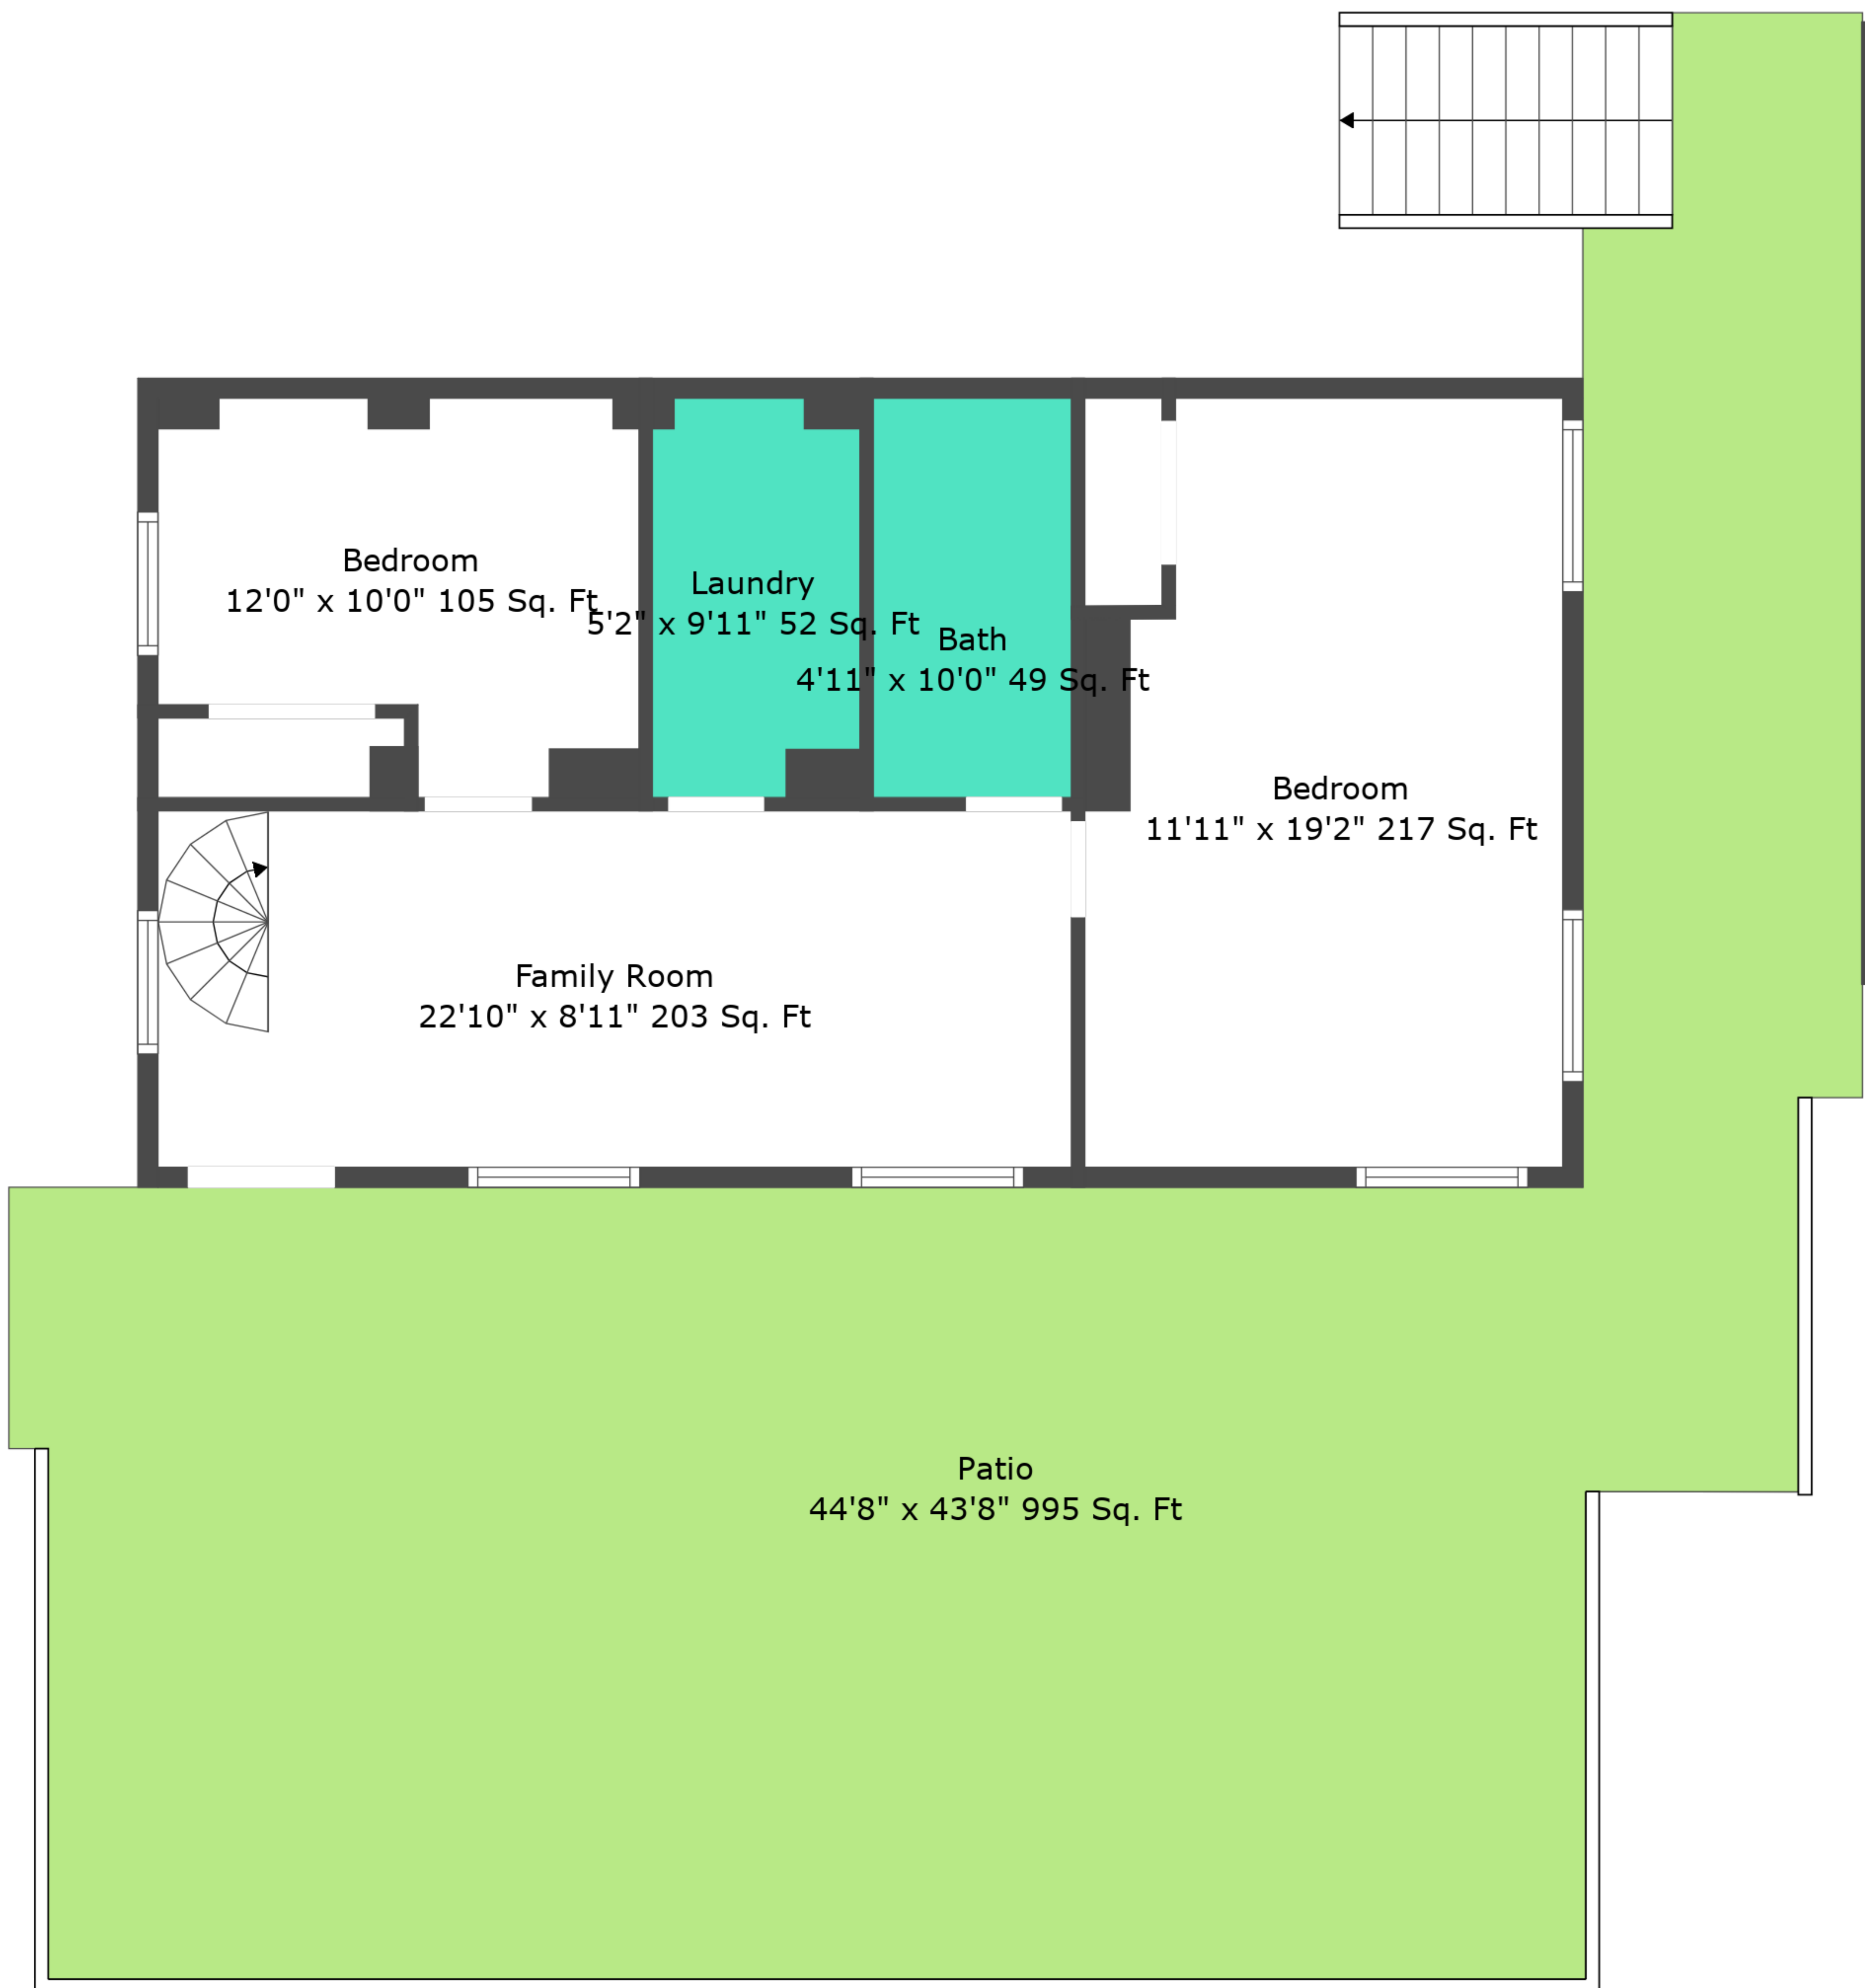 Bedroom
12'0" x 10'0" 105 Sq. Ft
Laundry
5'2" x 9'11" 52 Sq. Ft
Bath
4'11" x 10'0" 49 Sq. Ft
Bedroom
11'11" x 19'2" 217 Sq. Ft
Family Room
22'10" x 8'11" 203 Sq. Ft
Patio
44'8" x 43'8" 995 Sq. Ft